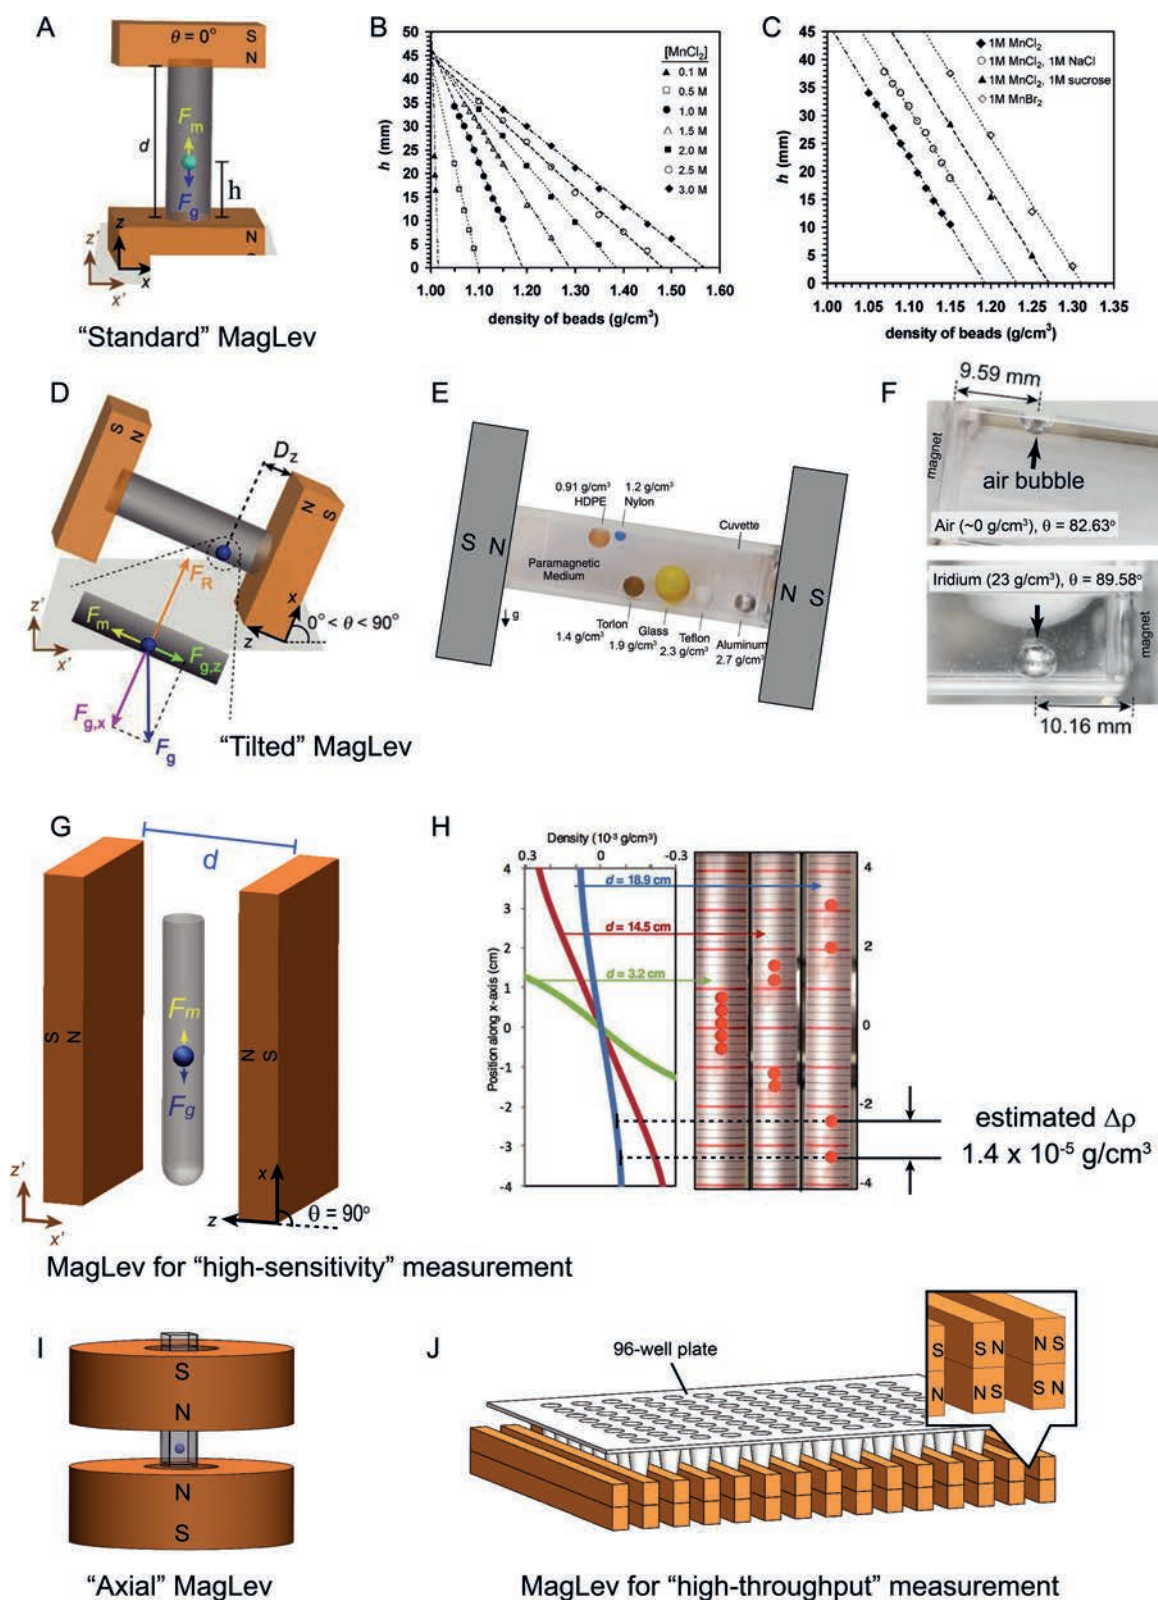 A
θ = 0°
S
N
d
Fm
Fg
h
N
z
z'
x
x'
"Standard" MagLev
B
50
45
40
35
30
25
20
15
10
5
0
h (mm)
[MnCl2]
0.1 M
0.5 M
1.0 M
1.5 M
2.0 M
2.5 M
3.0 M
1.00 1.10 1.20 1.30 1.40 1.50 1.60
density of beads (g/cm³)
C
45
40
35
30
25
20
15
10
5
0
h (mm)
1M MnCl2
1M MnCl2, 1M NaCl
1M MnCl2, 1M sucrose
1M MnBr2
1.00 1.05 1.10 1.15 1.20 1.25 1.30 1.35
density of beads (g/cm³)
D
S N
Dz
N S
FR
Fm
Fg,z
Fg,x
Fg
z'
x'
x
z
0° < θ < 90°
"Tilted" MagLev
E
0.91 g/cm³
HDPE
1.2 g/cm³
Nylon
Cuvette
S N
Paramagnetic
Medium
N S
g
Torlon
1.4 g/cm³
Glass
1.9 g/cm³
Teflon
2.3 g/cm³
Aluminum
2.7 g/cm³
F
9.59 mm
magnet
air bubble
Air (~0 g/cm³), θ = 82.63°
Iridium (23 g/cm³), θ = 89.58°
magnet
10.16 mm
G
d
S N
N S
Fm
Fg
z'
x'
x
z
θ = 90°
MagLev for "high-sensitivity" measurement
H
Density (10⁻³ g/cm³)
0.3 0 -0.3
4
3
2
1
0
-1
-2
-3
-4
Position along x-axis (cm)
d = 18.9 cm
d = 14.5 cm
d = 3.2 cm
4
2
0
-2
-4
estimated Δρ
1.4 x 10⁻⁵ g/cm³
I
S
N
N
S
"Axial" MagLev
J
96-well plate
S S N N S
N N S S N
MagLev for "high-throughput" measurement